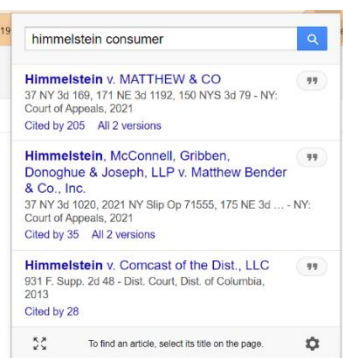 19
himmelstein consumer
Himmelstein v. MATTHEW & CO
37 NY 3d 169, 171 NE 3d 1192, 150 NYS 3d 79 - NY:
Court of Appeals, 2021
Cited by 205 All 2 versions
Himmelstein, McConnell, Gribben,
Donoghue & Joseph, LLP v. Matthew Bender
& Co., Inc.
37 NY 3d 1020, 2021 NY Slip Op 71555, 175 NE 3d ... - NY:
Court of Appeals, 2021
Cited by 35 All 2 versions
Himmelstein v. Comcast of the Dist., LLC
931 F. Supp. 2d 48 - Dist. Court, Dist. of Columbia,
2013
Cited by 28
To find an article, select its title on the page.